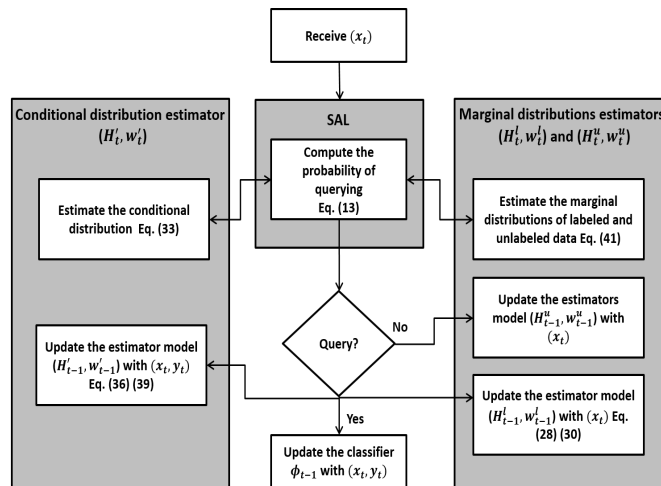 Receive (x_t)
Conditional distribution estimator
(H'_t, w'_t)
SAL
Marginal distributions estimators
(H^l_t, w^l_t) and (H^u_t, w^u_t)
Compute the
probability of
querying
Eq. (13)
Estimate the conditional
distribution Eq. (33)
Estimate the marginal
distributions of labeled and
unlabeled data Eq. (41)
Query?
No
Update the estimators
model (H^u_{t-1}, w^u_{t-1}) with
(x_t)
Update the estimator model
(H'_{t-1}, w'_{t-1}) with (x_t, y_t)
Eq. (36) (39)
Update the estimator model
(H^l_{t-1}, w^l_{t-1}) with (x_t) Eq.
(28) (30)
Yes
Update the classifier
ϕ_{t-1} with (x_t, y_t)